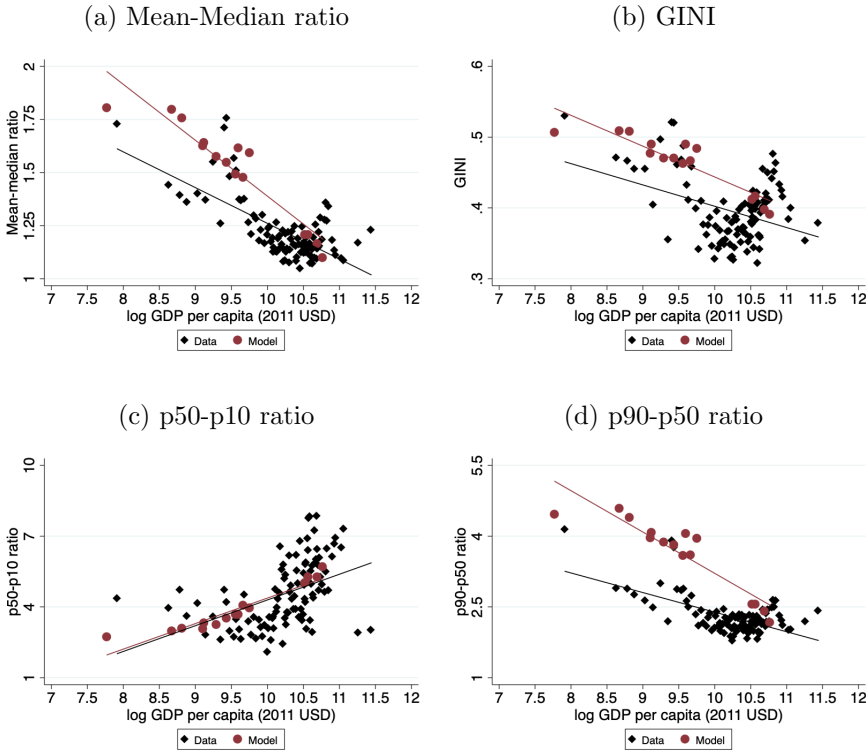 (a) Mean-Median ratio
Mean-median ratio
2
1.75
1.5
1.25
1
7 7.5 8 8.5 9 9.5 10 10.5 11 11.5 12
log GDP per capita (2011 USD)
Data Model
(b) GINI
GINI
.6
.5
.4
.3
7 7.5 8 8.5 9 9.5 10 10.5 11 11.5 12
log GDP per capita (2011 USD)
Data Model
(c) p50-p10 ratio
p50-p10 ratio
10
7
4
1
7 7.5 8 8.5 9 9.5 10 10.5 11 11.5 12
log GDP per capita (2011 USD)
Data Model
(d) p90-p50 ratio
p90-p50 ratio
5.5
4
2.5
1
7 7.5 8 8.5 9 9.5 10 10.5 11 11.5 12
log GDP per capita (2011 USD)
Data Model